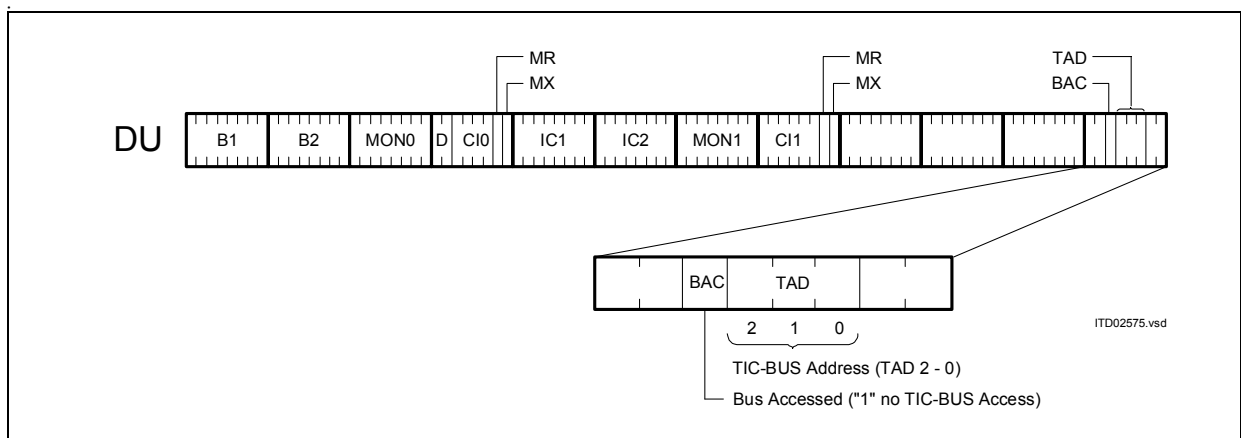 .
MR MR TAD
MX MX BAC
DU B1 B2 MON0 D CI0 IC1 IC2 MON1 CI1
BAC TAD
2 1 0
ITD02575.vsd
TIC-BUS Address (TAD 2 - 0)
Bus Accessed ("1" no TIC-BUS Access)